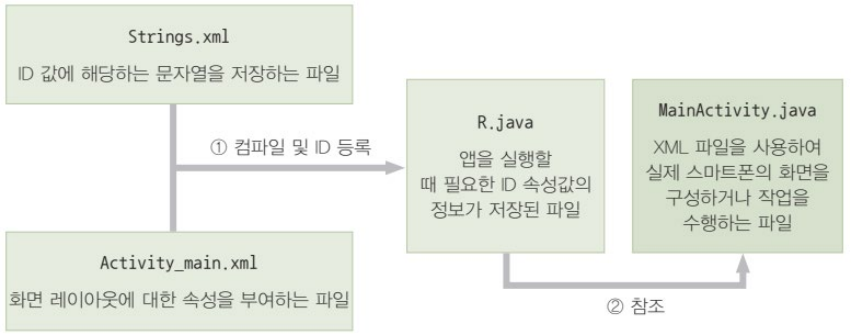 Strings.xml
ID 값에 해당하는 문자열을 저장하는 파일
① 컴파일 및 ID 등록
Activity_main.xml
화면 레이아웃에 대한 속성을 부여하는 파일
R.java
앱을 실행할
때 필요한 ID 속성값의
정보가 저장된 파일
MainActivity.java
XML 파일을 사용하여
실제 스마트폰의 화면을
구성하거나 작업을
수행하는 파일
② 참조